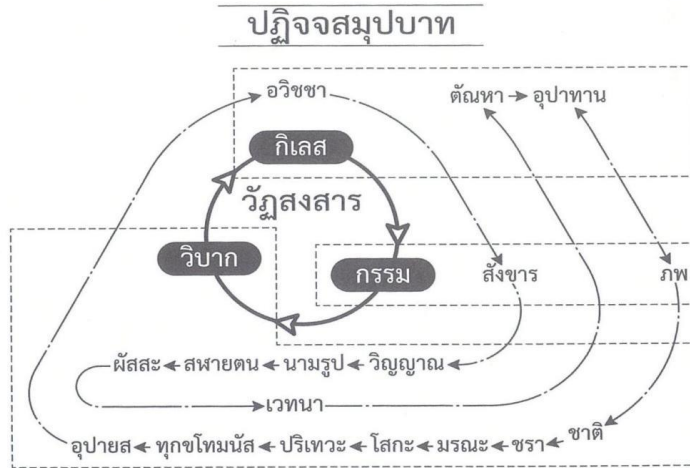 ปฏิจจสมุปบาท
อวิชชา
ตัณหา → อุปาทาน
กิเลส
วัฏสงสาร
วิบาก
กรรม
สังขาร
ภพ
ผัสสะ ← สหายตน ← นามรูป ← วิญญาณ
เวทนา
ชาติ
อุปายส ← ทุกขโทมนัส ← ปริเทวะ ← โสกะ ← มรณะ ← ชรา